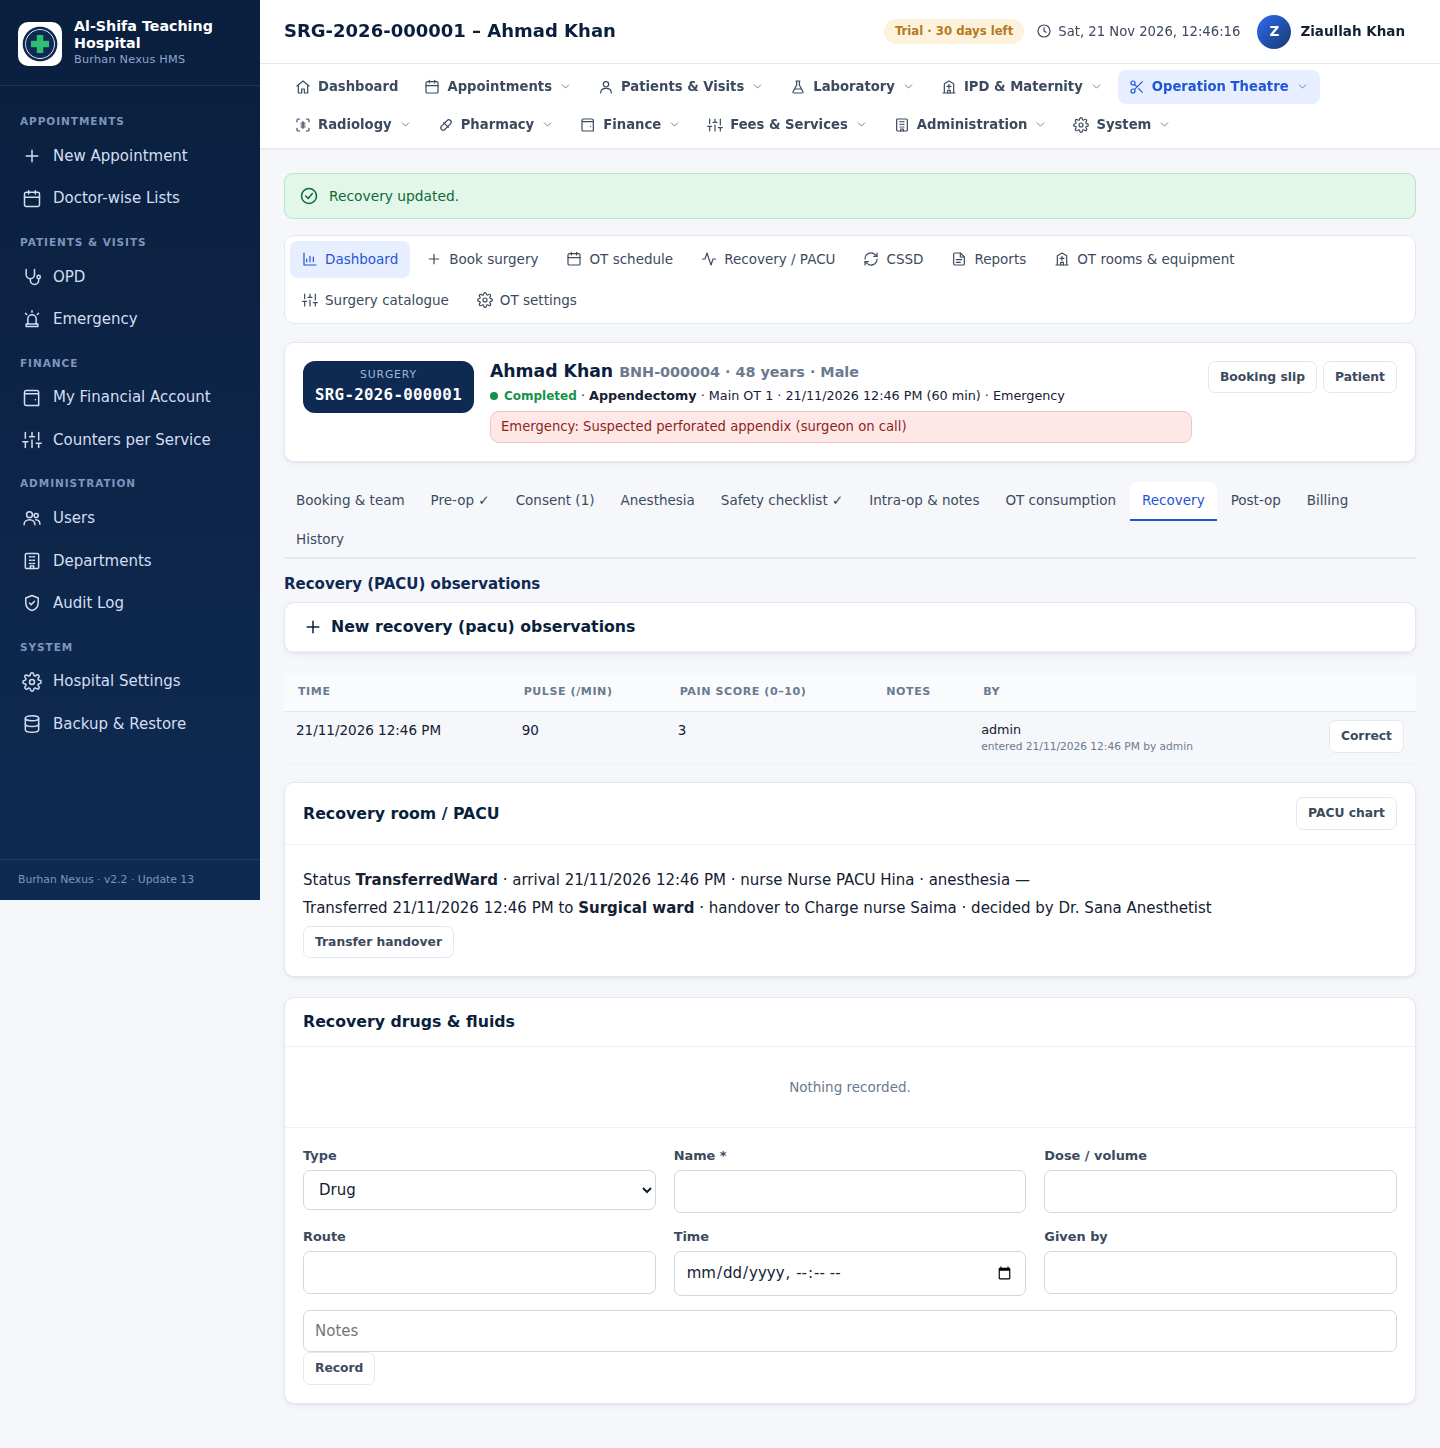 Al-Shifa Teaching Hospital
Burhan Nexus HMS
APPOINTMENTS
New Appointment
Doctor-wise Lists
PATIENTS & VISITS
OPD
Emergency
FINANCE
My Financial Account
Counters per Service
ADMINISTRATION
Users
Departments
Audit Log
SYSTEM
Hospital Settings
Backup & Restore
Burhan Nexus · v2.2 · Update 13
SRG-2026-000001 – Ahmad Khan
Trial · 30 days left
Sat, 21 Nov 2026, 12:46:16
Z
Ziaullah Khan
Dashboard Appointments Patients & Visits Laboratory IPD & Maternity Operation Theatre
Radiology Pharmacy Finance Fees & Services Administration System
Recovery updated.
Dashboard Book surgery OT schedule Recovery / PACU CSSD Reports OT rooms & equipment
Surgery catalogue OT settings
SURGERY
SRG-2026-000001
Ahmad Khan BNH-000004 · 48 years · Male
Completed · Appendectomy · Main OT 1 · 21/11/2026 12:46 PM (60 min) · Emergency
Emergency: Suspected perforated appendix (surgeon on call)
Booking slip Patient
Booking & team Pre-op ✓ Consent (1) Anesthesia Safety checklist ✓ Intra-op & notes OT consumption Recovery Post-op Billing
History
Recovery (PACU) observations
New recovery (pacu) observations
TIME PULSE (/MIN) PAIN SCORE (0–10) NOTES BY
21/11/2026 12:46 PM 90 3 admin
entered 21/11/2026 12:46 PM by admin
Correct
Recovery room / PACU
PACU chart
Status TransferredWard · arrival 21/11/2026 12:46 PM · nurse Nurse PACU Hina · anesthesia —
Transferred 21/11/2026 12:46 PM to Surgical ward · handover to Charge nurse Saima · decided by Dr. Sana Anesthetist
Transfer handover
Recovery drugs & fluids
Nothing recorded.
Type Name * Dose / volume
Drug
Route Time Given by
mm/dd/yyyy, --:-- --
Notes
Record